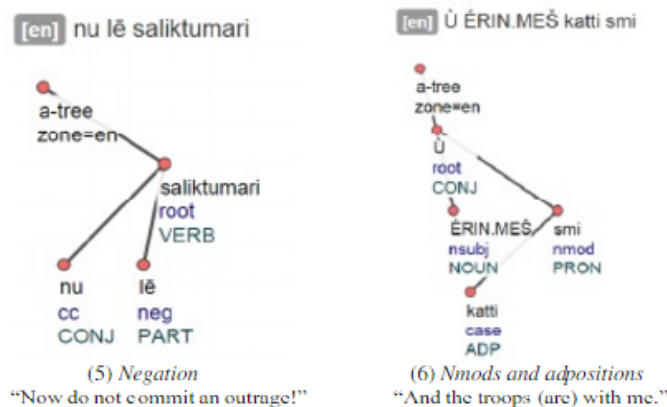 [en] nu lē saliktumari
a-tree
zone=en
saliktumari
root
VERB
nu
cc
CONJ
lē
neg
PART
(5) Negation
“Now do not commit an outrage!”
[en] Ù ÉRIN.MEŠ katti smi
a-tree
zone=en
Ù
root
CONJ
ÉRIN.MEŠ
nsubj
NOUN
smi
nmod
PRON
katti
case
ADP
(6) Nmods and adpositions
“And the troops (are) with me.”